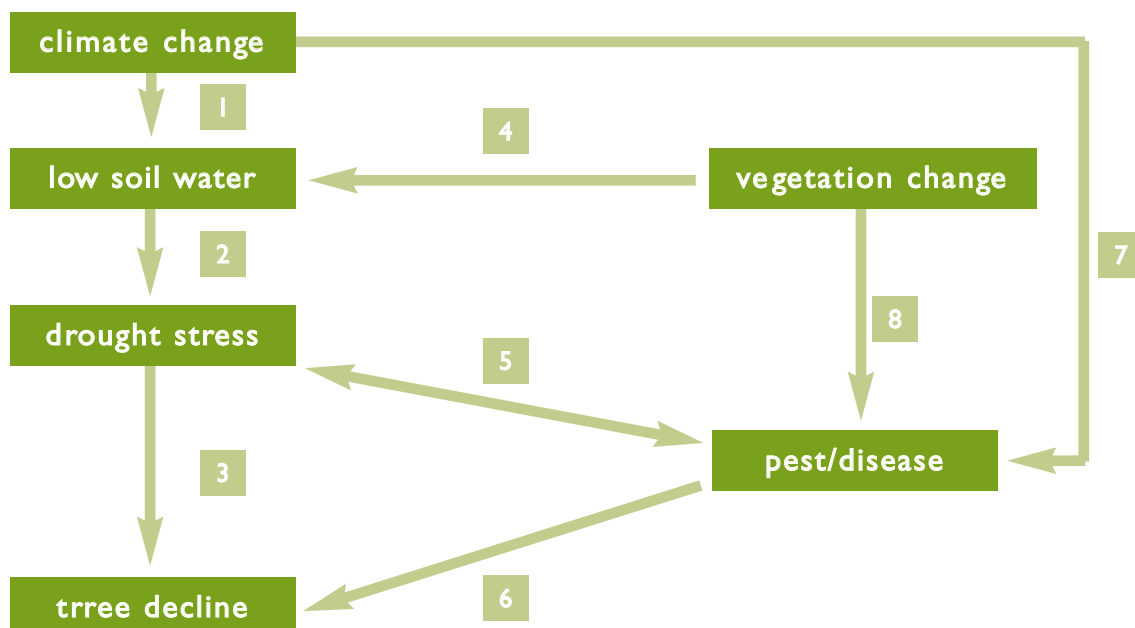 climate change
1
4
low soil water
vegetation change
2
7
8
drought stress
5
3
pest/disease
6
trree decline